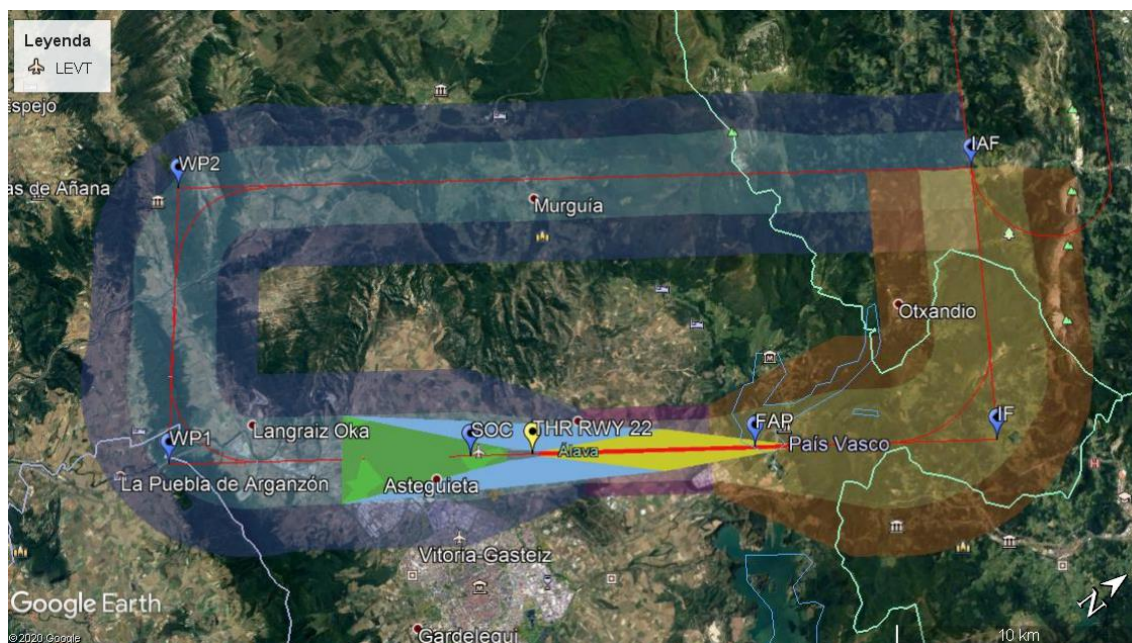 Leyenda
LEVT
Espejo
as de Añana
WP2
IAF
Murguía
Otxandio
WP1
Langraiz Oka
SOC
THR RWY 22
FAP
IF
Álava
País Vasco
La Puebla de Arganzón
Astegieta
Vitoria-Gasteiz
Gardelegui
Google Earth
© 2020 Google
N
10 km